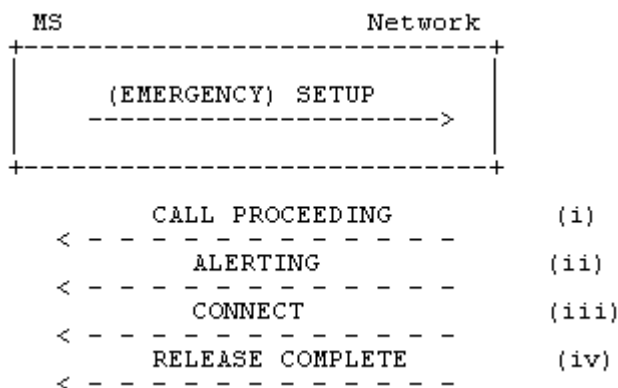 MS Network
(EMERGENCY) SETUP
CALL PROCEEDING (i)
ALERTING (ii)
CONNECT (iii)
RELEASE COMPLETE (iv)